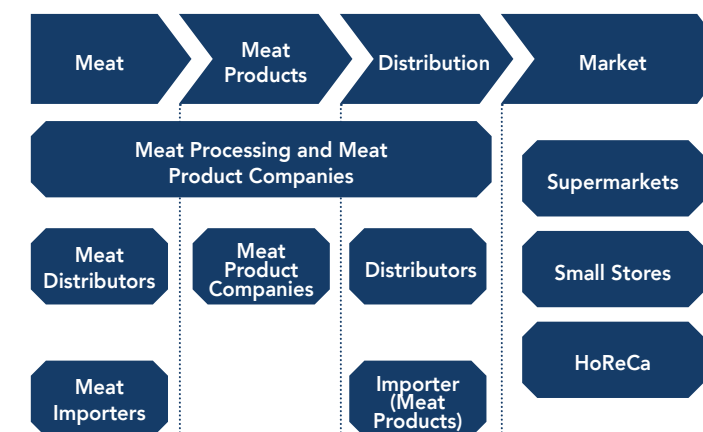 Meat
Meat
Products
Distribution
Market
Meat Processing and Meat
Product Companies
Supermarkets
Meat
Distributors
Meat
Product
Companies
Distributors
Small Stores
HoReCa
Meat
Importers
Importer
(Meat
Products)